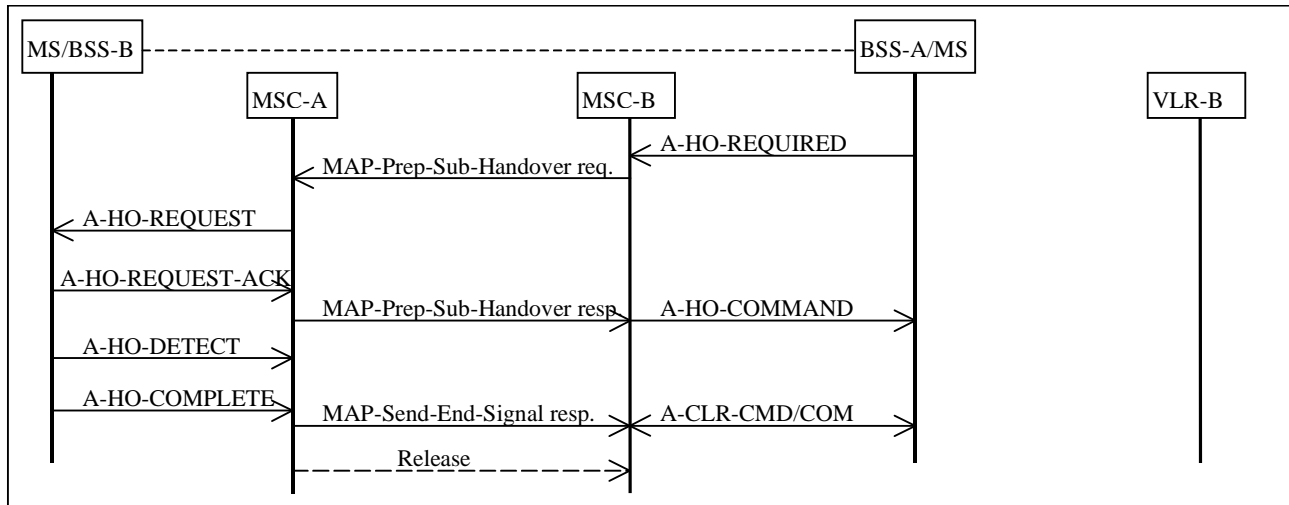 MS/BSS-B
BSS-A/MS
MSC-A
MSC-B
VLR-B
A-HO-REQUIRED
MAP-Prep-Sub-Handover req.
A-HO-REQUEST
A-HO-REQUEST-ACK
MAP-Prep-Sub-Handover resp.
A-HO-COMMAND
A-HO-DETECT
A-HO-COMPLETE
MAP-Send-End-Signal resp.
A-CLR-CMD/COM
Release